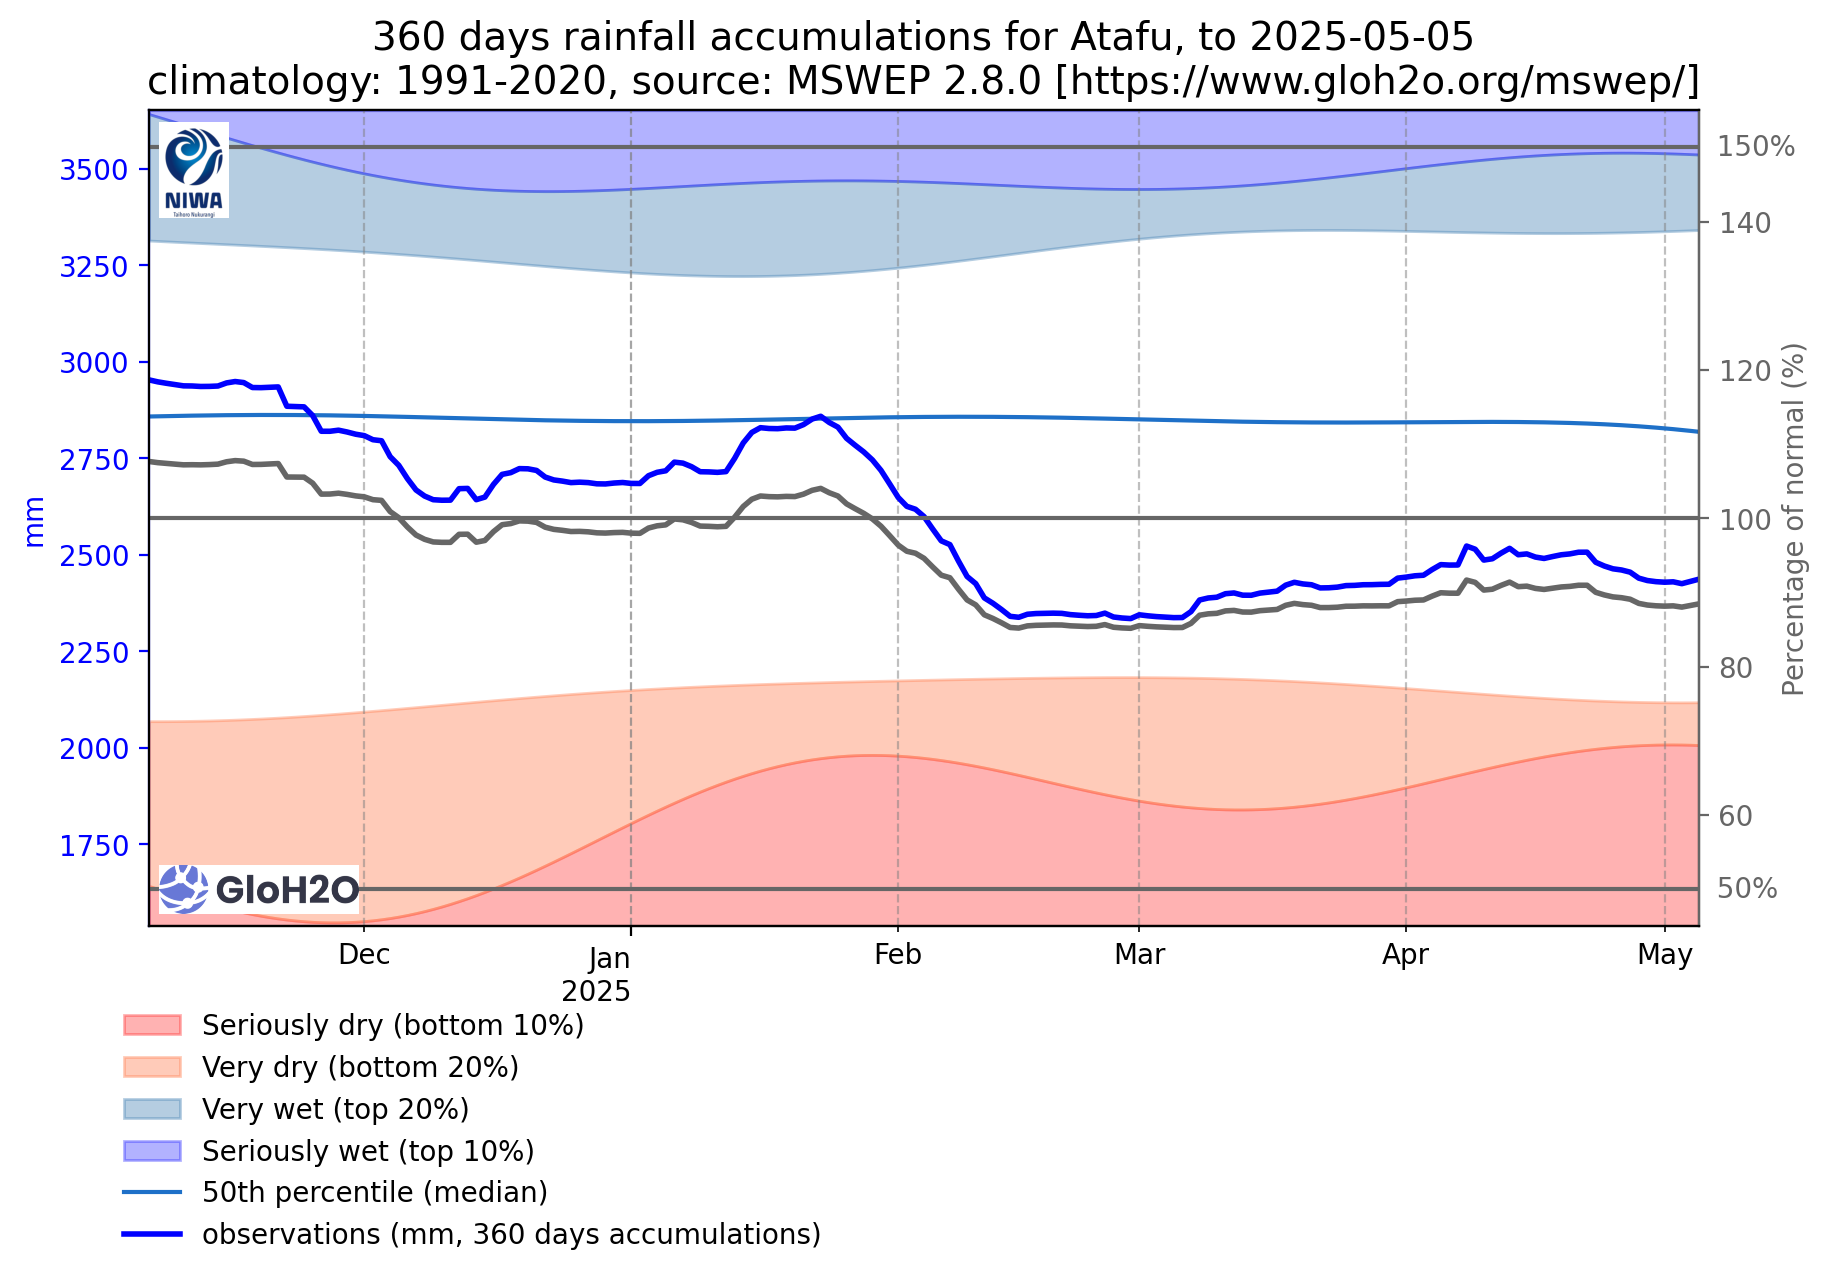 360 days rainfall accumulations for Atafu, to 2025-05-05
climatology: 1991-2020, source: MSWEP 2.8.0 [https://www.gloh2o.org/mswep/]
NIWA
Taihoro Nukurangi
3500
3250
3000
2750
2500
2250
2000
1750
mm
150%
140
120
100
80
60
50%
Percentage of normal (%)
GloH2O
Dec
Jan
2025
Feb
Mar
Apr
May
Seriously dry (bottom 10%)
Very dry (bottom 20%)
Very wet (top 20%)
Seriously wet (top 10%)
50th percentile (median)
observations (mm, 360 days accumulations)